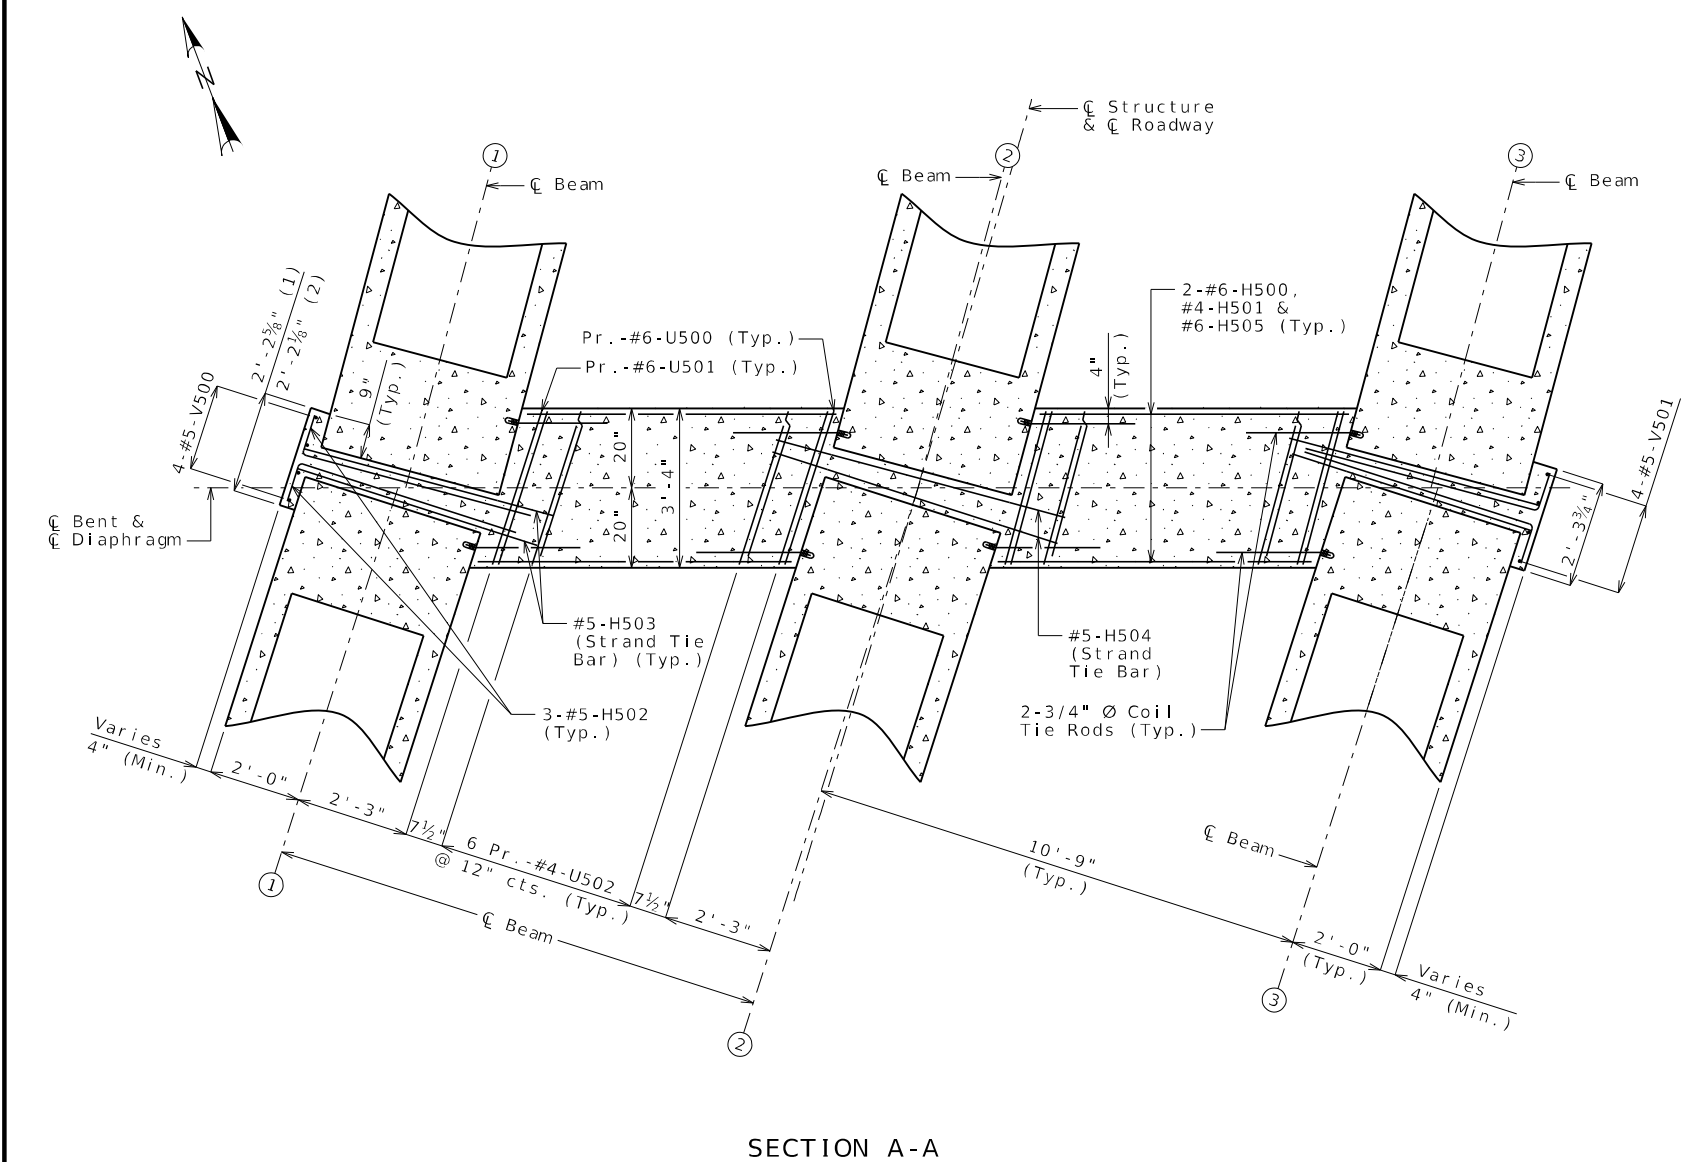 N
℄ Structure
& ℄ Roadway
1
℄ Beam
2
℄ Beam
3
℄ Beam
2'-2⅝" (1)
2'-2⅛" (2)
9"
(Typ.)
4-#5-V500
Pr.-#6-U500 (Typ.)
Pr.-#6-U501 (Typ.)
2-#6-H500,
#4-H501 &
#6-H505 (Typ.)
4"
(Typ.)
20"
20"
3'-4"
4-#5-V501
2'-3¾"
℄ Bent &
℄ Diaphragm
#5-H503
(Strand Tie
Bar) (Typ.)
3-#5-H502
(Typ.)
#5-H504
(Strand
Tie Bar)
2-3/4" Ø Coil
Tie Rods (Typ.)
Varies
4" (Min.)
2'-0"
2'-3"
7½"
6 Pr.-#4-U502
@ 12" cts. (Typ.)
7½"
2'-3"
℄ Beam
1
2
10'-9"
(Typ.)
℄ Beam
2'-0"
(Typ.)
Varies
4" (Min.)
3
SECTION A-A